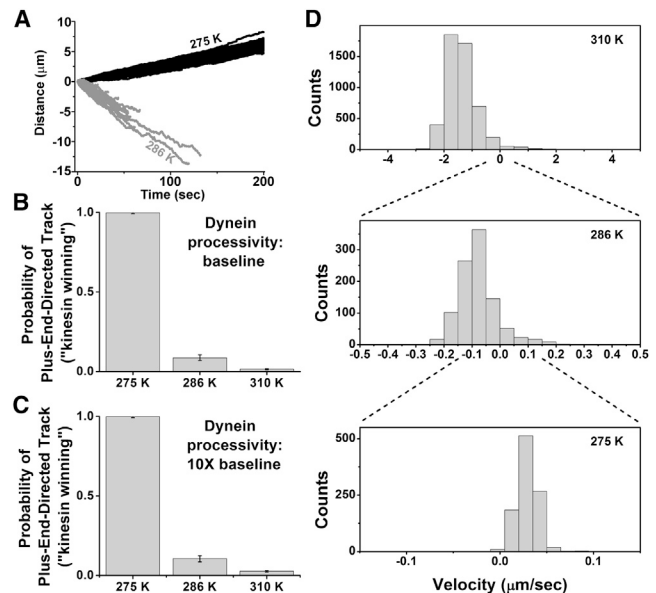 A
10
5
0
-5
-10
-15
Distance (μm)
275 K
286 K
0
100
200
Time (sec)
B
1.0
0.5
0.0
Probability of
Plus-End-Directed Track
("kinesin winning")
Dynein
processivity:
baseline
275 K
286 K
310 K
C
1.0
0.5
0.0
Probability of
Plus-End-Directed Track
("kinesin winning")
Dynein
processivity:
10X baseline
275 K
286 K
310 K
D
310 K
1500
1000
500
0
Counts
-4
-2
0
2
4
286 K
300
200
100
0
Counts
-0.5
-0.4
-0.3
-0.2
-0.1
0.0
0.1
0.2
0.3
0.4
0.5
275 K
500
250
0
Counts
-0.1
0.0
0.1
Velocity (μm/sec)